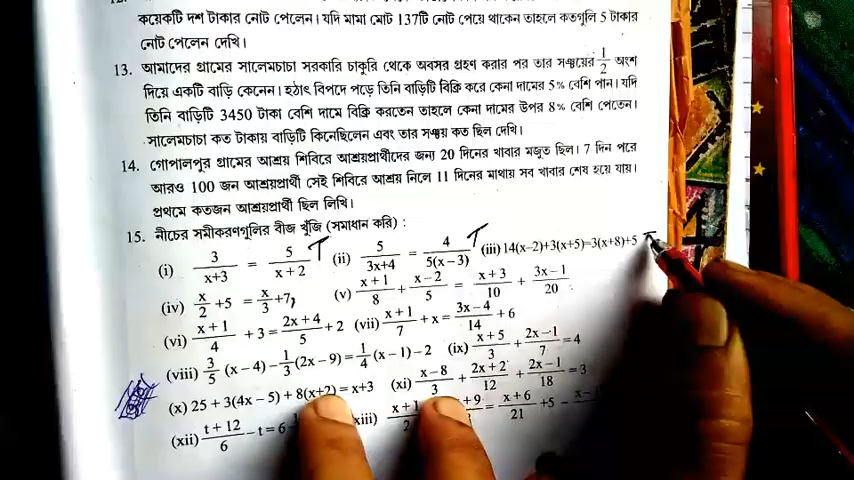 কয়েকটি দশ টাকার নোট পেলেন। যদি মামা মোট 137টি নোট পেয়ে থাকেন তাহলে কতগুলি 5 টাকার
নোট পেলেন দেখি।
13. আমাদের গ্রামের সালেমচাচা সরকারি চাকুরি থেকে অবসর গ্রহণ করার পর তার সঞ্চয়ের 1/2 অংশ
দিয়ে একটি বাড়ি কেনেন। হঠাৎ বিপদে পড়ে তিনি বাড়িটি বিক্রি করে কেনা দামের 5% বেশি পান। যদি
তিনি বাড়িটি 3450 টাকা বেশি দামে বিক্রি করতেন তাহলে কেনা দামের উপর 8% বেশি পেতেন।
সালেমচাচা কত টাকায় বাড়িটি কিনেছিলেন এবং তার সঞ্চয় কত ছিল দেখি।
14. গোপালপুর গ্রামের আশ্রয় শিবিরে আশ্রয়প্রার্থীদের জন্য 20 দিনের খাবার মজুত ছিল। 7 দিন পরে
আরও 100 জন আশ্রয়প্রার্থী সেই শিবিরে আশ্রয় নিলে 11 দিনের মাথায় সব খাবার শেষ হয়ে যায়।
প্রথমে কতজন আশ্রয়প্রার্থী ছিল লিখি।
15. নীচের সমীকরণগুলির বীজ খুঁজি (সমাধান করি) :
(i) 3/(x+3) = 5/(x+2) (ii) 5/(3x+4) = 4/(5(x−3)) (iii) 14(x−2)+3(x+5)=3(x+8)+5
(iv) x/2 +5 = x/3 +7, (v) (x+1)/8 + (x−2)/5 = (x+3)/10 + (3x−1)/20
(vi) (x+1)/4 + 3 = (2x+4)/5 + 2 (vii) (x+1)/7 + x = (3x−4)/14 + 6
(viii) 3/5 (x−4) − 1/3 (2x−9) = 1/4 (x−1) − 2 (ix) (x+5)/3 + (2x−1)/7 = 4
(x) 25 + 3(4x−5) + 8(x+2) = x+3 (xi) (x−8)/3 + (2x+2)/12 + (2x−1)/18 = 3
(xii) (t+12)/6 − t = 6 xiii) (x+6)/21 +5 −